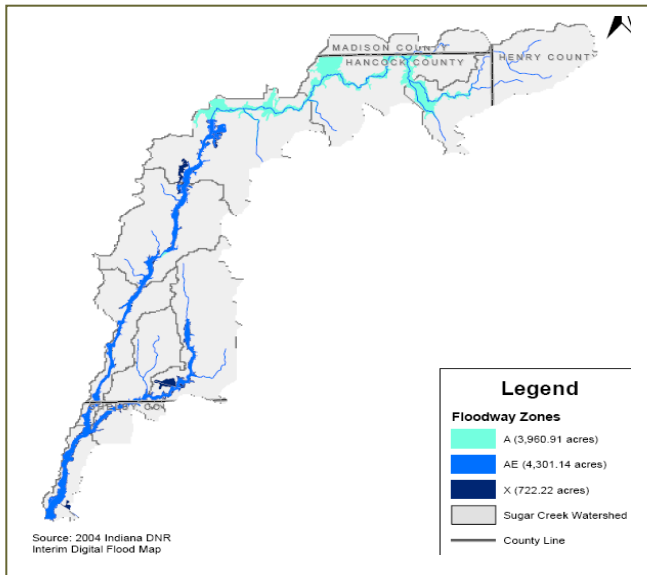 MADISON COUNTY
HANCOCK COUNTY
HENRY COUNT
Legend
Floodway Zones
A (3,960.91 acres)
AE (4,301.14 acres)
X (722.22 acres)
Sugar Creek Watershed
County Line
Source: 2004 Indiana DNR
Interim Digital Flood Map